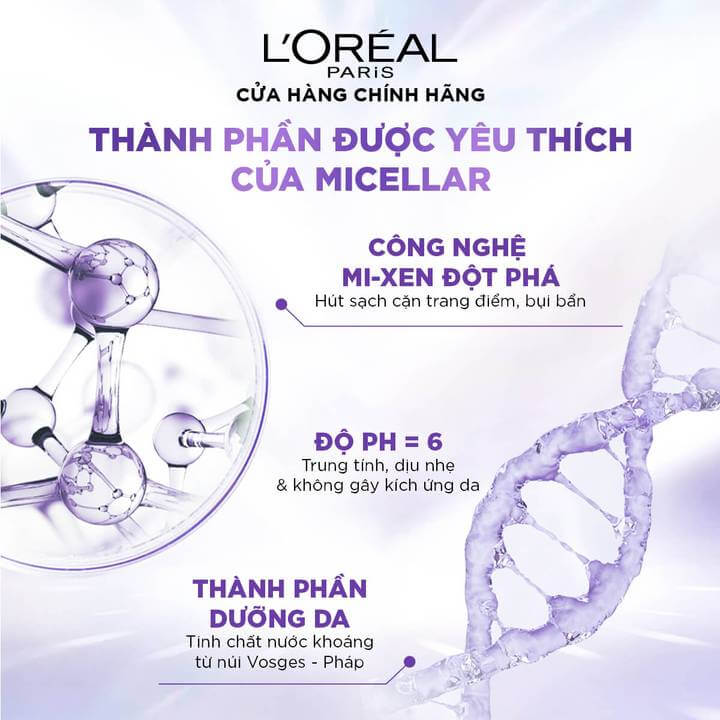 L'ORÉAL
PARiS
CỬA HÀNG CHÍNH HÃNG
THÀNH PHẦN ĐƯỢC YÊU THÍCH
CỦA MICELLAR
CÔNG NGHỆ
MI-XEN ĐỘT PHÁ
Hút sạch cặn trang điểm, bụi bẩn
ĐỘ PH = 6
Trung tính, dịu nhẹ
& không gây kích ứng da
THÀNH PHẦN
DƯỠNG DA
Tinh chất nước khoáng
từ núi Vosges - Pháp